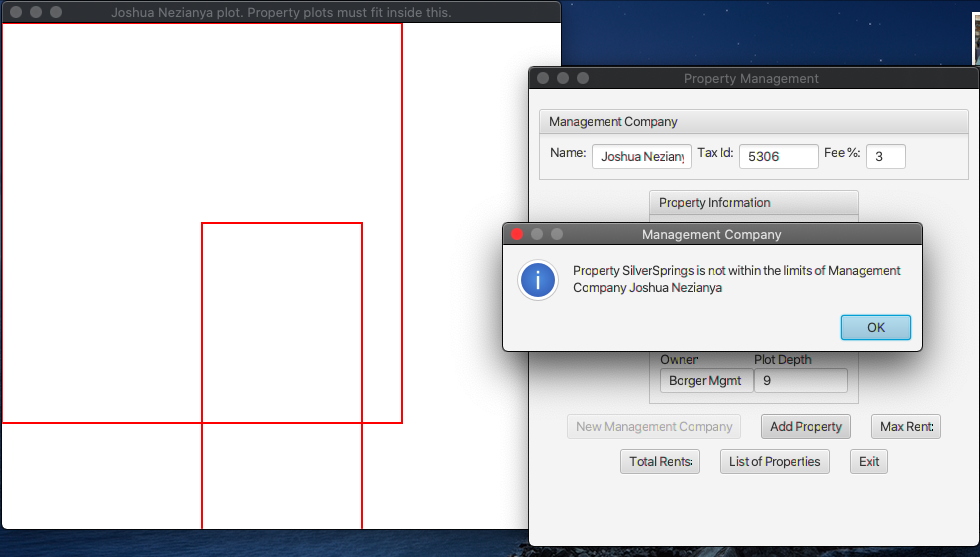 Joshua Nezianya plot. Property plots must fit inside this.
Property Management
Management Company
Name:
Joshua Neziany
Tax Id:
5306
Fee %:
3
Property Information
Management Company
Property SilverSprings is not within the limits of Management
Company Joshua Nezianya
i
OK
Owner
Plot Depth
Borger Mgmt
9
New Management Company
Add Property
Max Rent
Total Rents
List of Properties
Exit